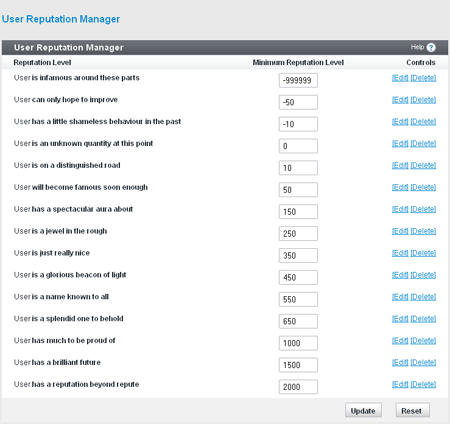 User Reputation Manager
User Reputation Manager Help ?
Reputation Level Minimum Reputation Level Controls
User is infamous around these parts -999999 [Edit] [Delete]
User can only hope to improve -50 [Edit] [Delete]
User has a little shameless behaviour in the past -10 [Edit] [Delete]
User is an unknown quantity at this point 0 [Edit] [Delete]
User is on a distinguished road 10 [Edit] [Delete]
User will become famous soon enough 50 [Edit] [Delete]
User has a spectacular aura about 150 [Edit] [Delete]
User is a jewel in the rough 250 [Edit] [Delete]
User is just really nice 350 [Edit] [Delete]
User is a glorious beacon of light 450 [Edit] [Delete]
User is a name known to all 550 [Edit] [Delete]
User is a splendid one to behold 650 [Edit] [Delete]
User has much to be proud of 1000 [Edit] [Delete]
User has a brilliant future 1500 [Edit] [Delete]
User has a reputation beyond repute 2000 [Edit] [Delete]
Update Reset